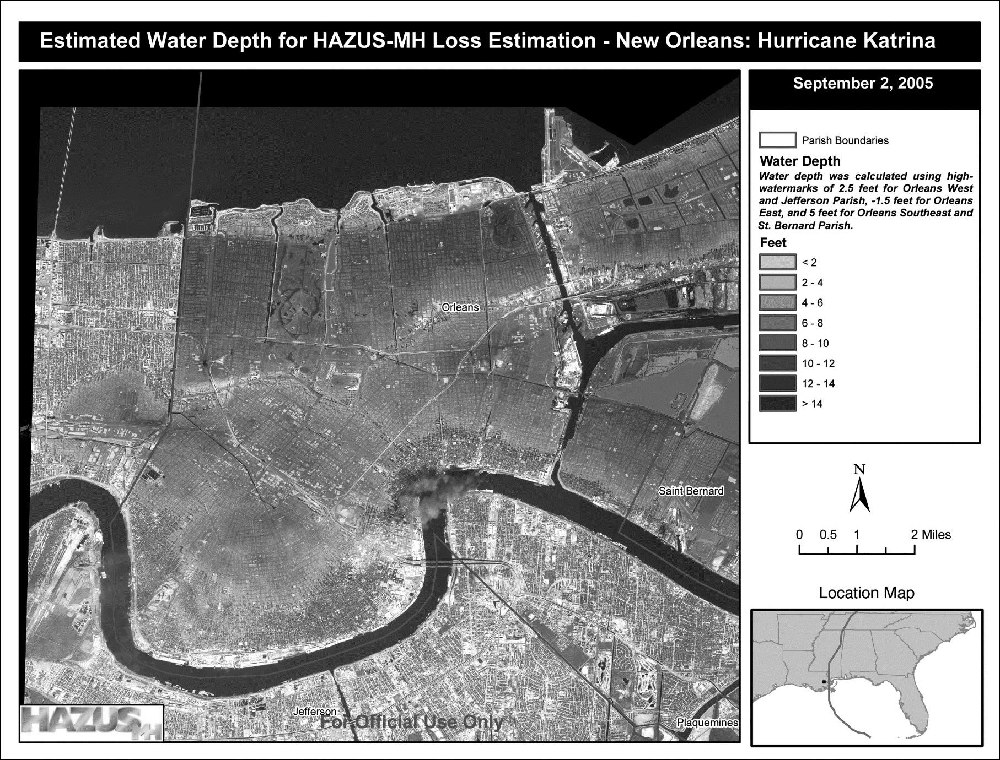 Estimated Water Depth for HAZUS-MH Loss Estimation - New Orleans: Hurricane Katrina
September 2, 2005
Parish Boundaries
Water Depth
Water depth was calculated using high-
watermarks of 2.5 feet for Orleans West
and Jefferson Parish, -1.5 feet for Orleans
East, and 5 feet for Orleans Southeast and
St. Bernard Parish.
Feet
< 2
2 - 4
4 - 6
6 - 8
8 - 10
10 - 12
12 - 14
> 14
Orleans
Saint Bernard
Jefferson
Plaquemines
For Official Use Only
HAZUS MH
N
0 0.5 1 2 Miles
Location Map